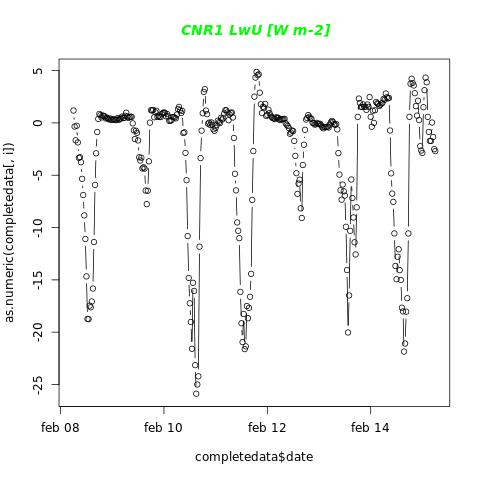 CNR1 LwU [W m-2]
as.numeric(completedata[, i])
5
0
-5
-10
-15
-20
-25
feb 08 feb 10 feb 12 feb 14
completedata$date